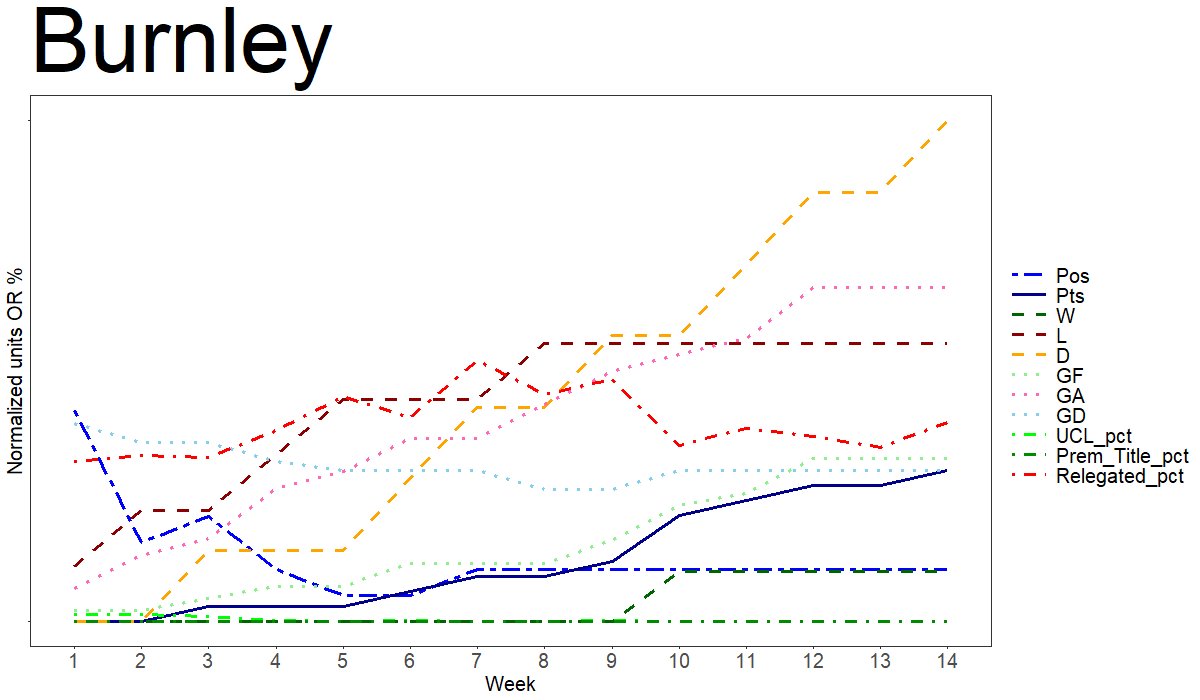 Burnley
Normalized units OR %
Pos
Pts
W
L
D
GF
GA
GD
UCL_pct
Prem_Title_pct
Relegated_pct
1 2 3 4 5 6 7 8 9 10 11 12 13 14
Week